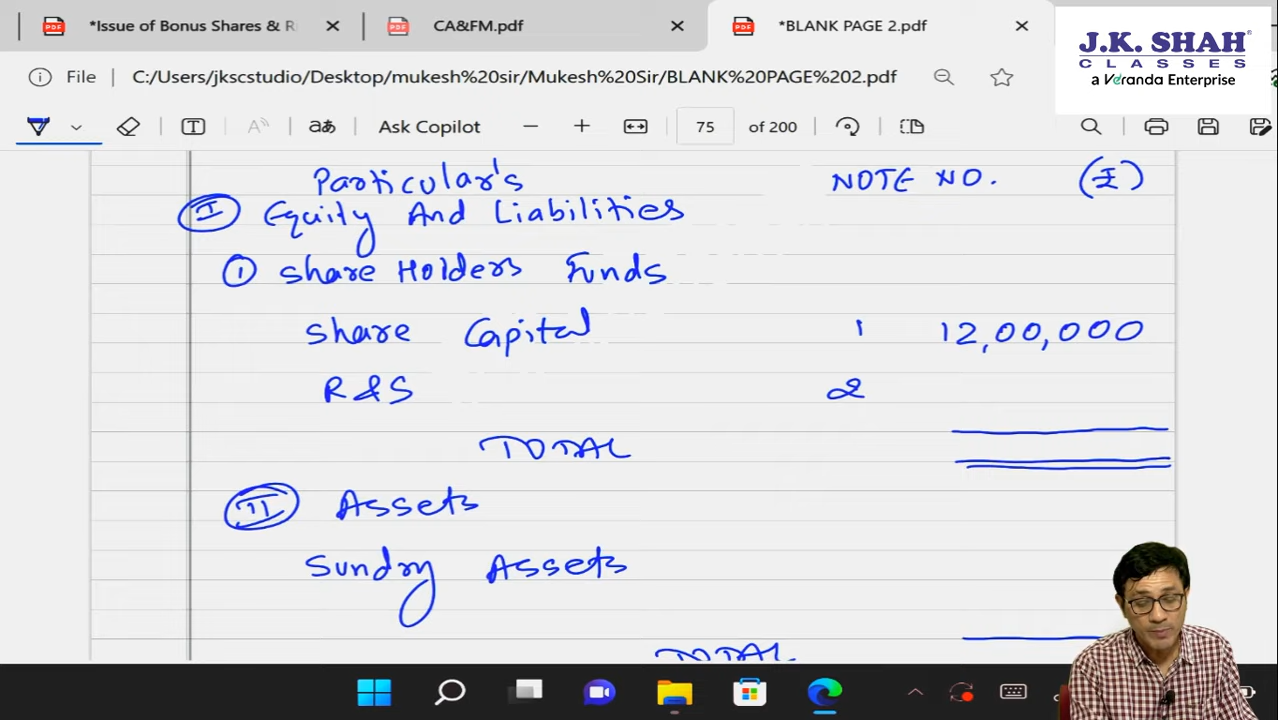 *Issue of Bonus Shares & R
CA&FM.pdf
*BLANK PAGE 2.pdf
J.K. SHAH®
CLASSES
a Veranda Enterprise
File C:/Users/jkscstudio/Desktop/mukesh%20sir/Mukesh%20Sir/BLANK%20PAGE%202.pdf
Ask Copilot 75 of 200
Particular's NOTE NO. (₹)
I Equity And Liabilities
1 Share Holders Funds
Share Capital 1 12,00,000
R&S 2
TOTAL
II Assets
Sundry Assets
TOTAL